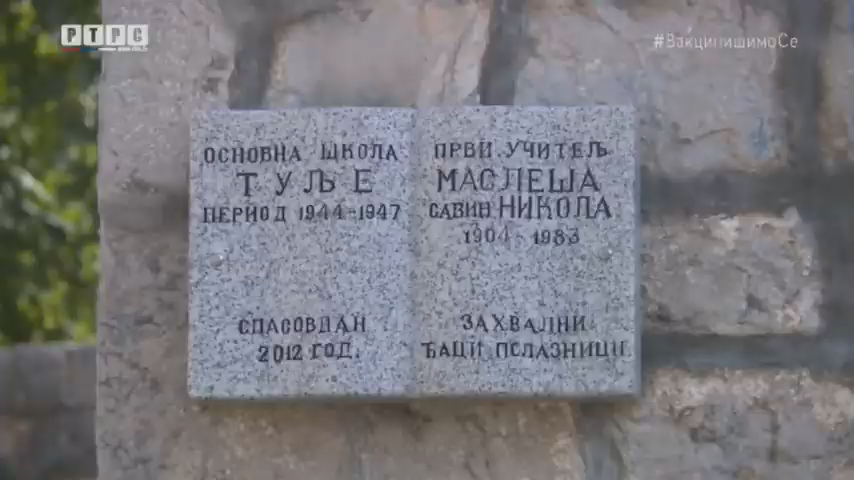 РТРС
#ВакцинишимоСе
ОСНОВНА ШКОЛА
ТУЉЕ
ПЕРИОД 1944-1947
СПАСОВДАН
2012 ГОД.
ПРВИ УЧИТЕЉ
МАСЛЕША
САВИН НИКОЛА
1904 - 1983
ЗАХВАЛНИ
ЂАЦИ ПОЛАЗНИЦИ